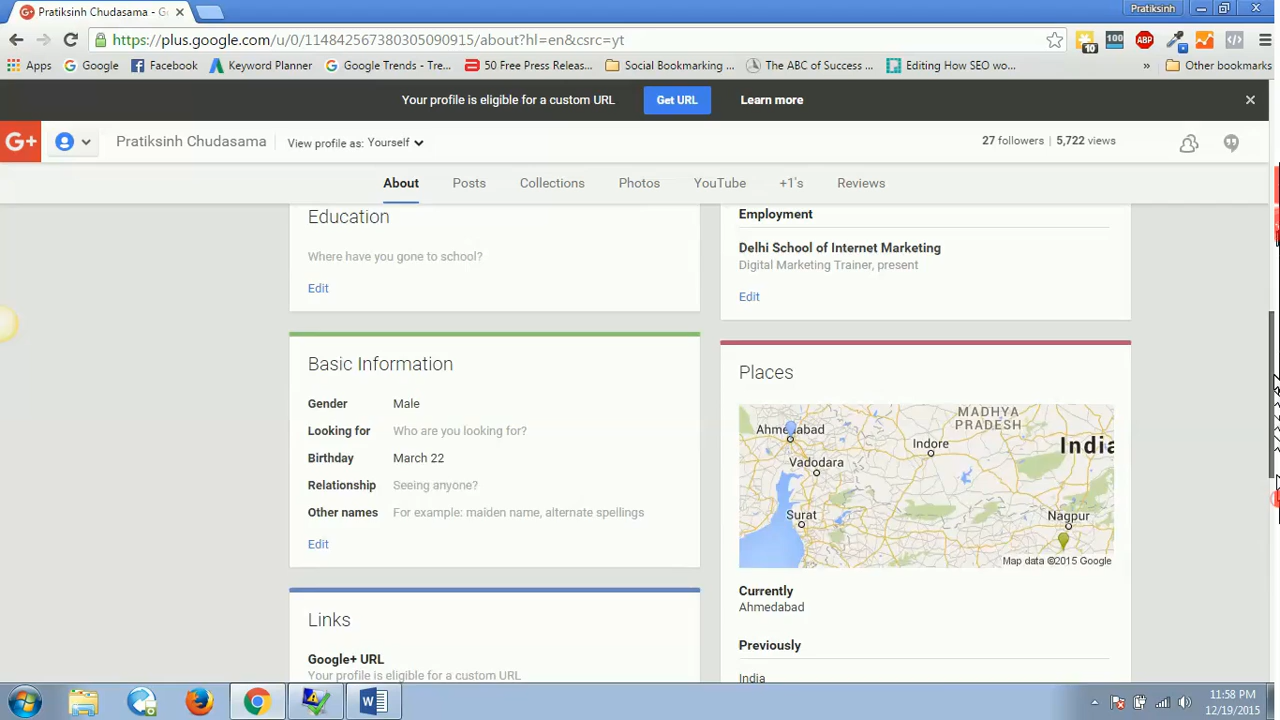 Pratiksinh Chudasama - Go
Pratiksinh
https://plus.google.com/u/0/114842567380305090915/about?hl=en&csrc=yt
10
100
ABP
Apps
Google
Facebook
Keyword Planner
Google Trends - Tre...
50 Free Press Releas...
Social Bookmarking ...
The ABC of Success ...
Editing How SEO wo...
»
Other bookmarks
Your profile is eligible for a custom URL
Get URL
Learn more
G+
Pratiksinh Chudasama
View profile as: Yourself
27 followers | 5,722 views
About
Posts
Collections
Photos
YouTube
+1's
Reviews
Education
Where have you gone to school?
Edit
Employment
Delhi School of Internet Marketing
Digital Marketing Trainer, present
Edit
Basic Information
Gender Male
Looking for Who are you looking for?
Birthday March 22
Relationship Seeing anyone?
Other names For example: maiden name, alternate spellings
Edit
Places
MADHYA
PRADESH
Ahmedabad
Indore
India
Vadodara
Surat
Nagpur
Map data ©2015 Google
Currently
Ahmedabad
Previously
India
Links
Google+ URL
Your profile is eligible for a custom URL
11:58 PM
12/19/2015